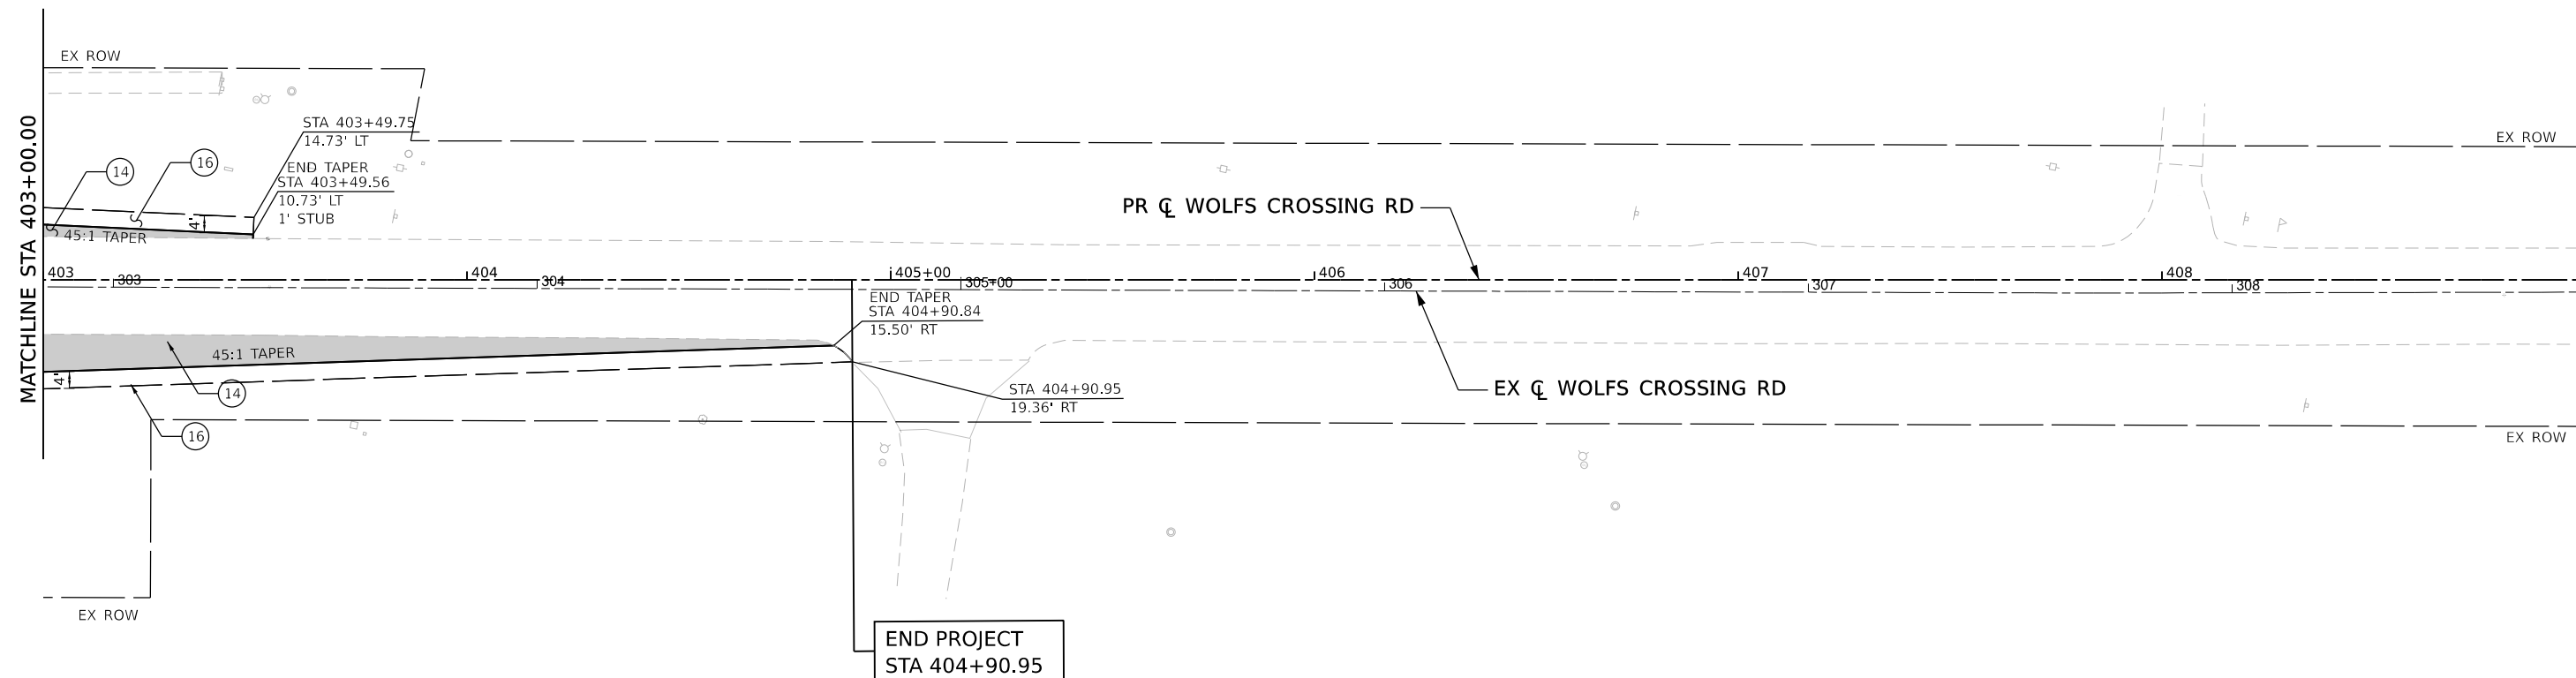 EX ROW
MATCHLINE STA 403+00.00
STA 403+49.75
14.73' LT
END TAPER
STA 403+49.56
10.73' LT
1' STUB
14
16
4'
45:1 TAPER
EX ROW
PR ℄ WOLFS CROSSING RD
403
404
405+00
406
407
408
303
304
305+00
306
307
308
END TAPER
STA 404+90.84
15.50' RT
45:1 TAPER
4'
14
16
STA 404+90.95
19.36' RT
EX ℄ WOLFS CROSSING RD
EX ROW
EX ROW
END PROJECT
STA 404+90.95